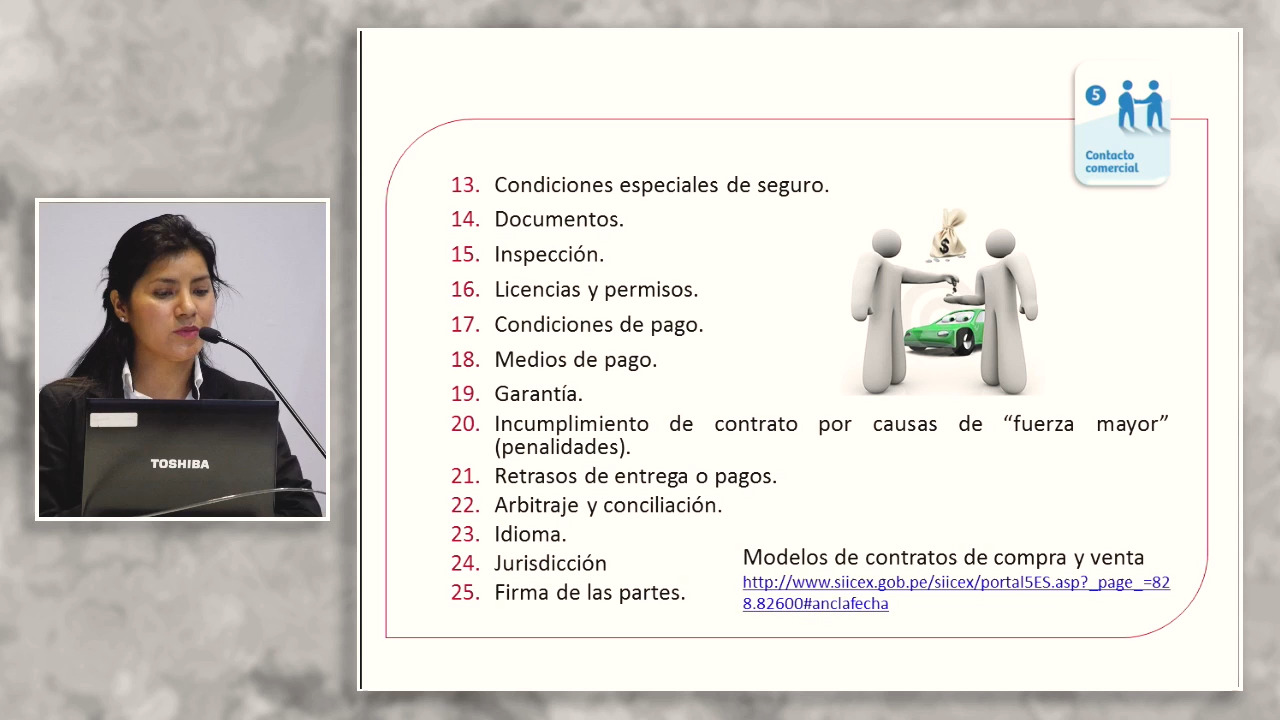 5
Contacto
comercial
13. Condiciones especiales de seguro.
14. Documentos.
15. Inspección.
16. Licencias y permisos.
17. Condiciones de pago.
18. Medios de pago.
19. Garantía.
20. Incumplimiento de contrato por causas de “fuerza mayor”
(penalidades).
21. Retrasos de entrega o pagos.
22. Arbitraje y conciliación.
23. Idioma.
24. Jurisdicción
25. Firma de las partes.
Modelos de contratos de compra y venta
http://www.siicex.gob.pe/siicex/portal5ES.asp?_page_=82
8.82600#anclafecha
$
TOSHIBA